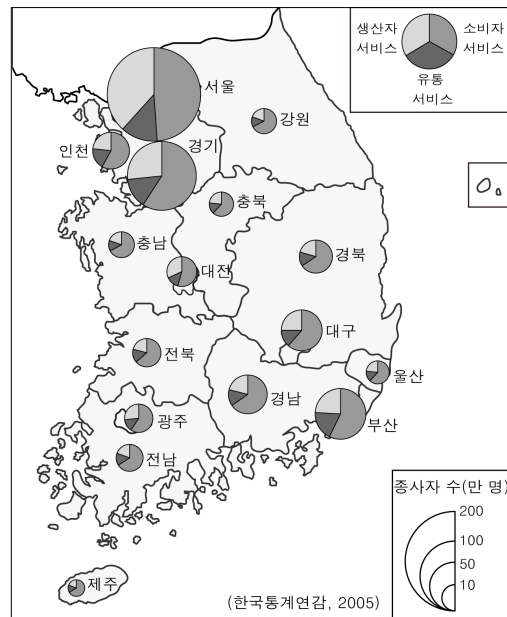 생산자 소비자
서비스 서비스
유통
서비스
서울
강원
인천
경기
충북
충남
경북
대전
대구
전북
울산
경남
광주
부산
전남
제주
종사자 수(만 명)
200
100
50
10
(한국통계연감, 2005)